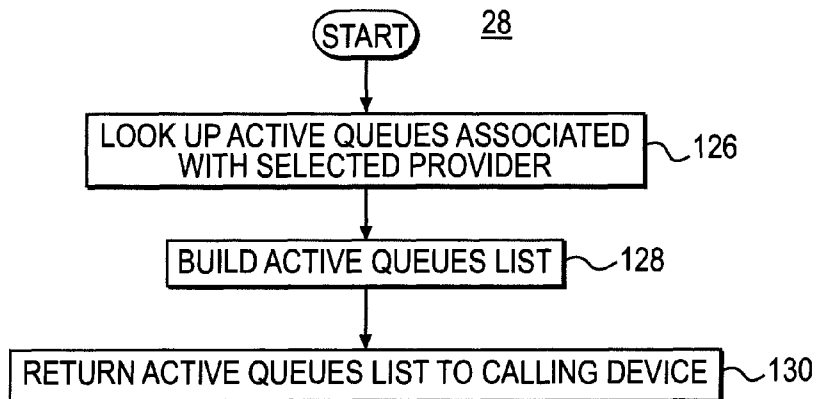 START
28
LOOK UP ACTIVE QUEUES ASSOCIATED
WITH SELECTED PROVIDER
126
BUILD ACTIVE QUEUES LIST
128
RETURN ACTIVE QUEUES LIST TO CALLING DEVICE
130